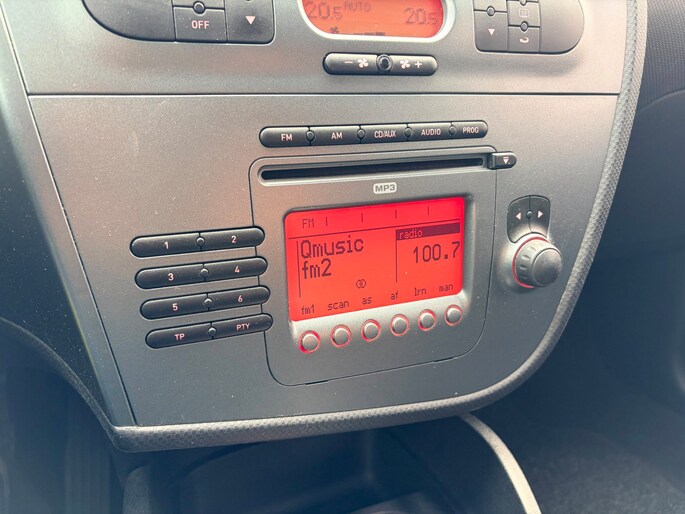 20.5 AUTO 20.5
OFF
− +
FM AM CD/AUX AUDIO PROG
MP3
FM
Qmusic radio
fm2 100.7
fm1 scan as af lrn man
1 2
3 4
5 6
TP PTY